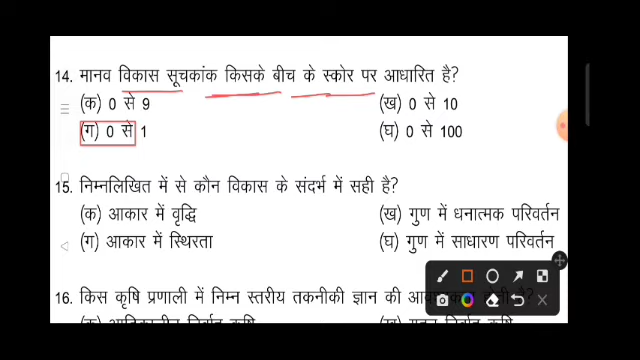 14. मानव विकास सूचकांक किसके बीच के स्कोर पर आधारित है?
(क) 0 से 9 (ख) 0 से 10
(ग) 0 से 1 (घ) 0 से 100
15. निम्नलिखित में से कौन विकास के संदर्भ में सही है?
(क) आकार में वृद्धि (ख) गुण में धनात्मक परिवर्तन
(ग) आकार में स्थिरता (घ) गुण में साधारण परिवर्तन
16. किस कृषि प्रणाली में निम्न स्तरीय तकनीकी ज्ञान की